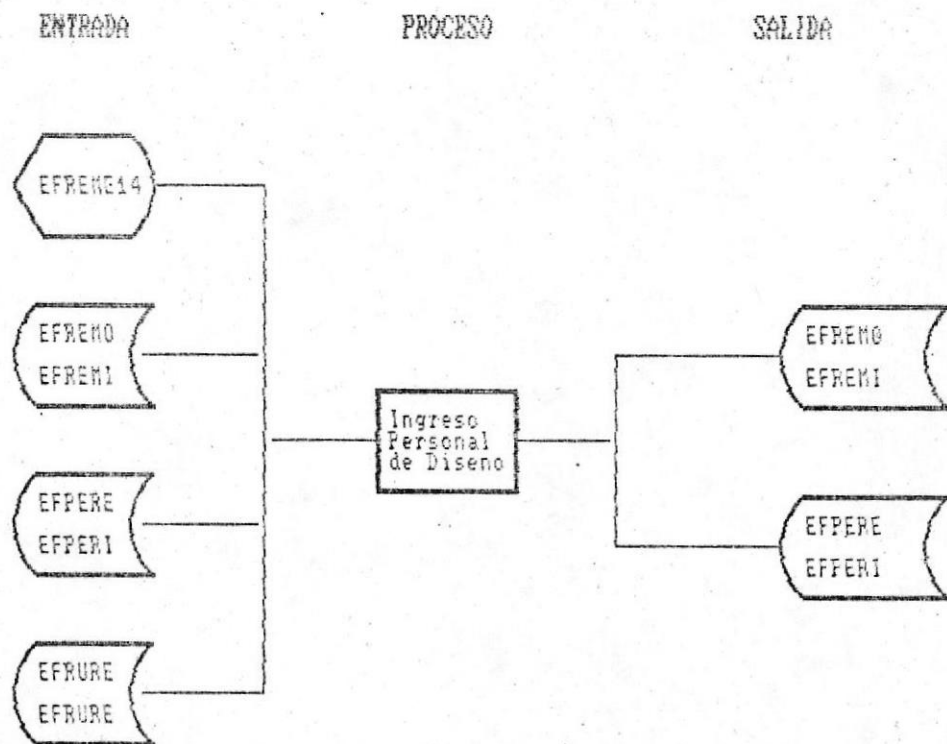 ENTRADA PROCESO SALIDA
EFREME14
EFREMO
EFREMI
EFPERE
EFPERI
EFRURE
EFRURE
Ingreso
Personal
de Diseno
EFREMO
EFREMI
EFPERE
EFPERI